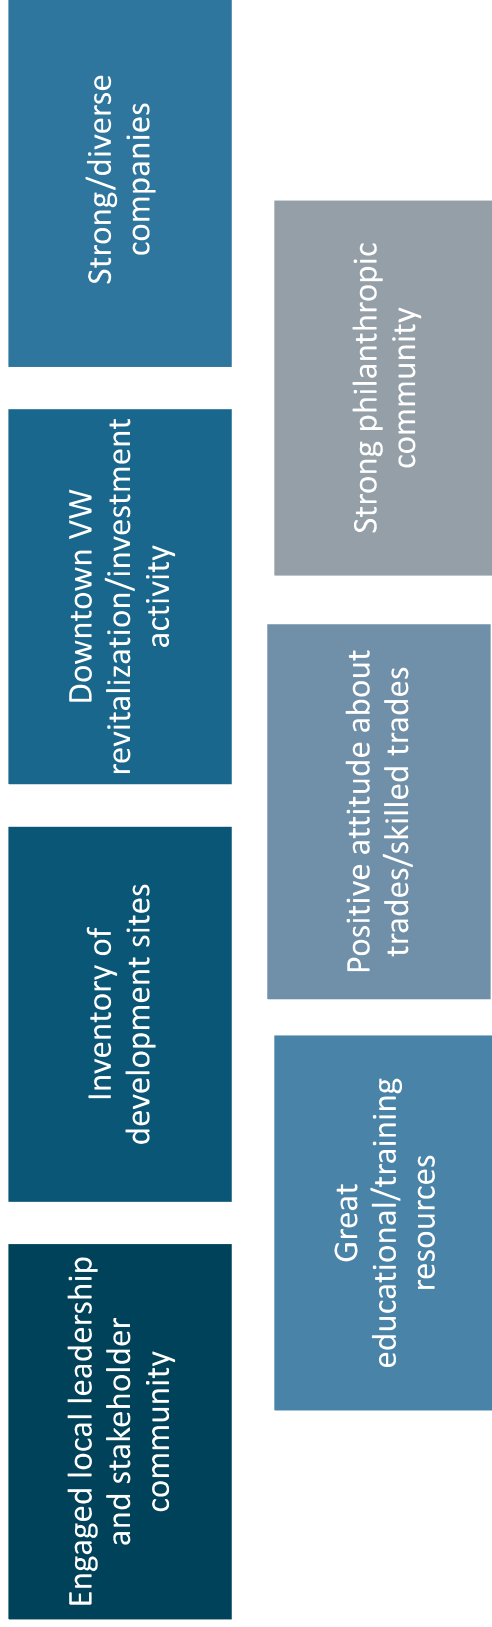 Engaged local leadership
and stakeholder
community
Inventory of
development sites
Downtown VW
revitalization/investment
activity
Strong/diverse
companies
Great
educational/training
resources
Positive attitude about
trades/skilled trades
Strong philanthropic
community